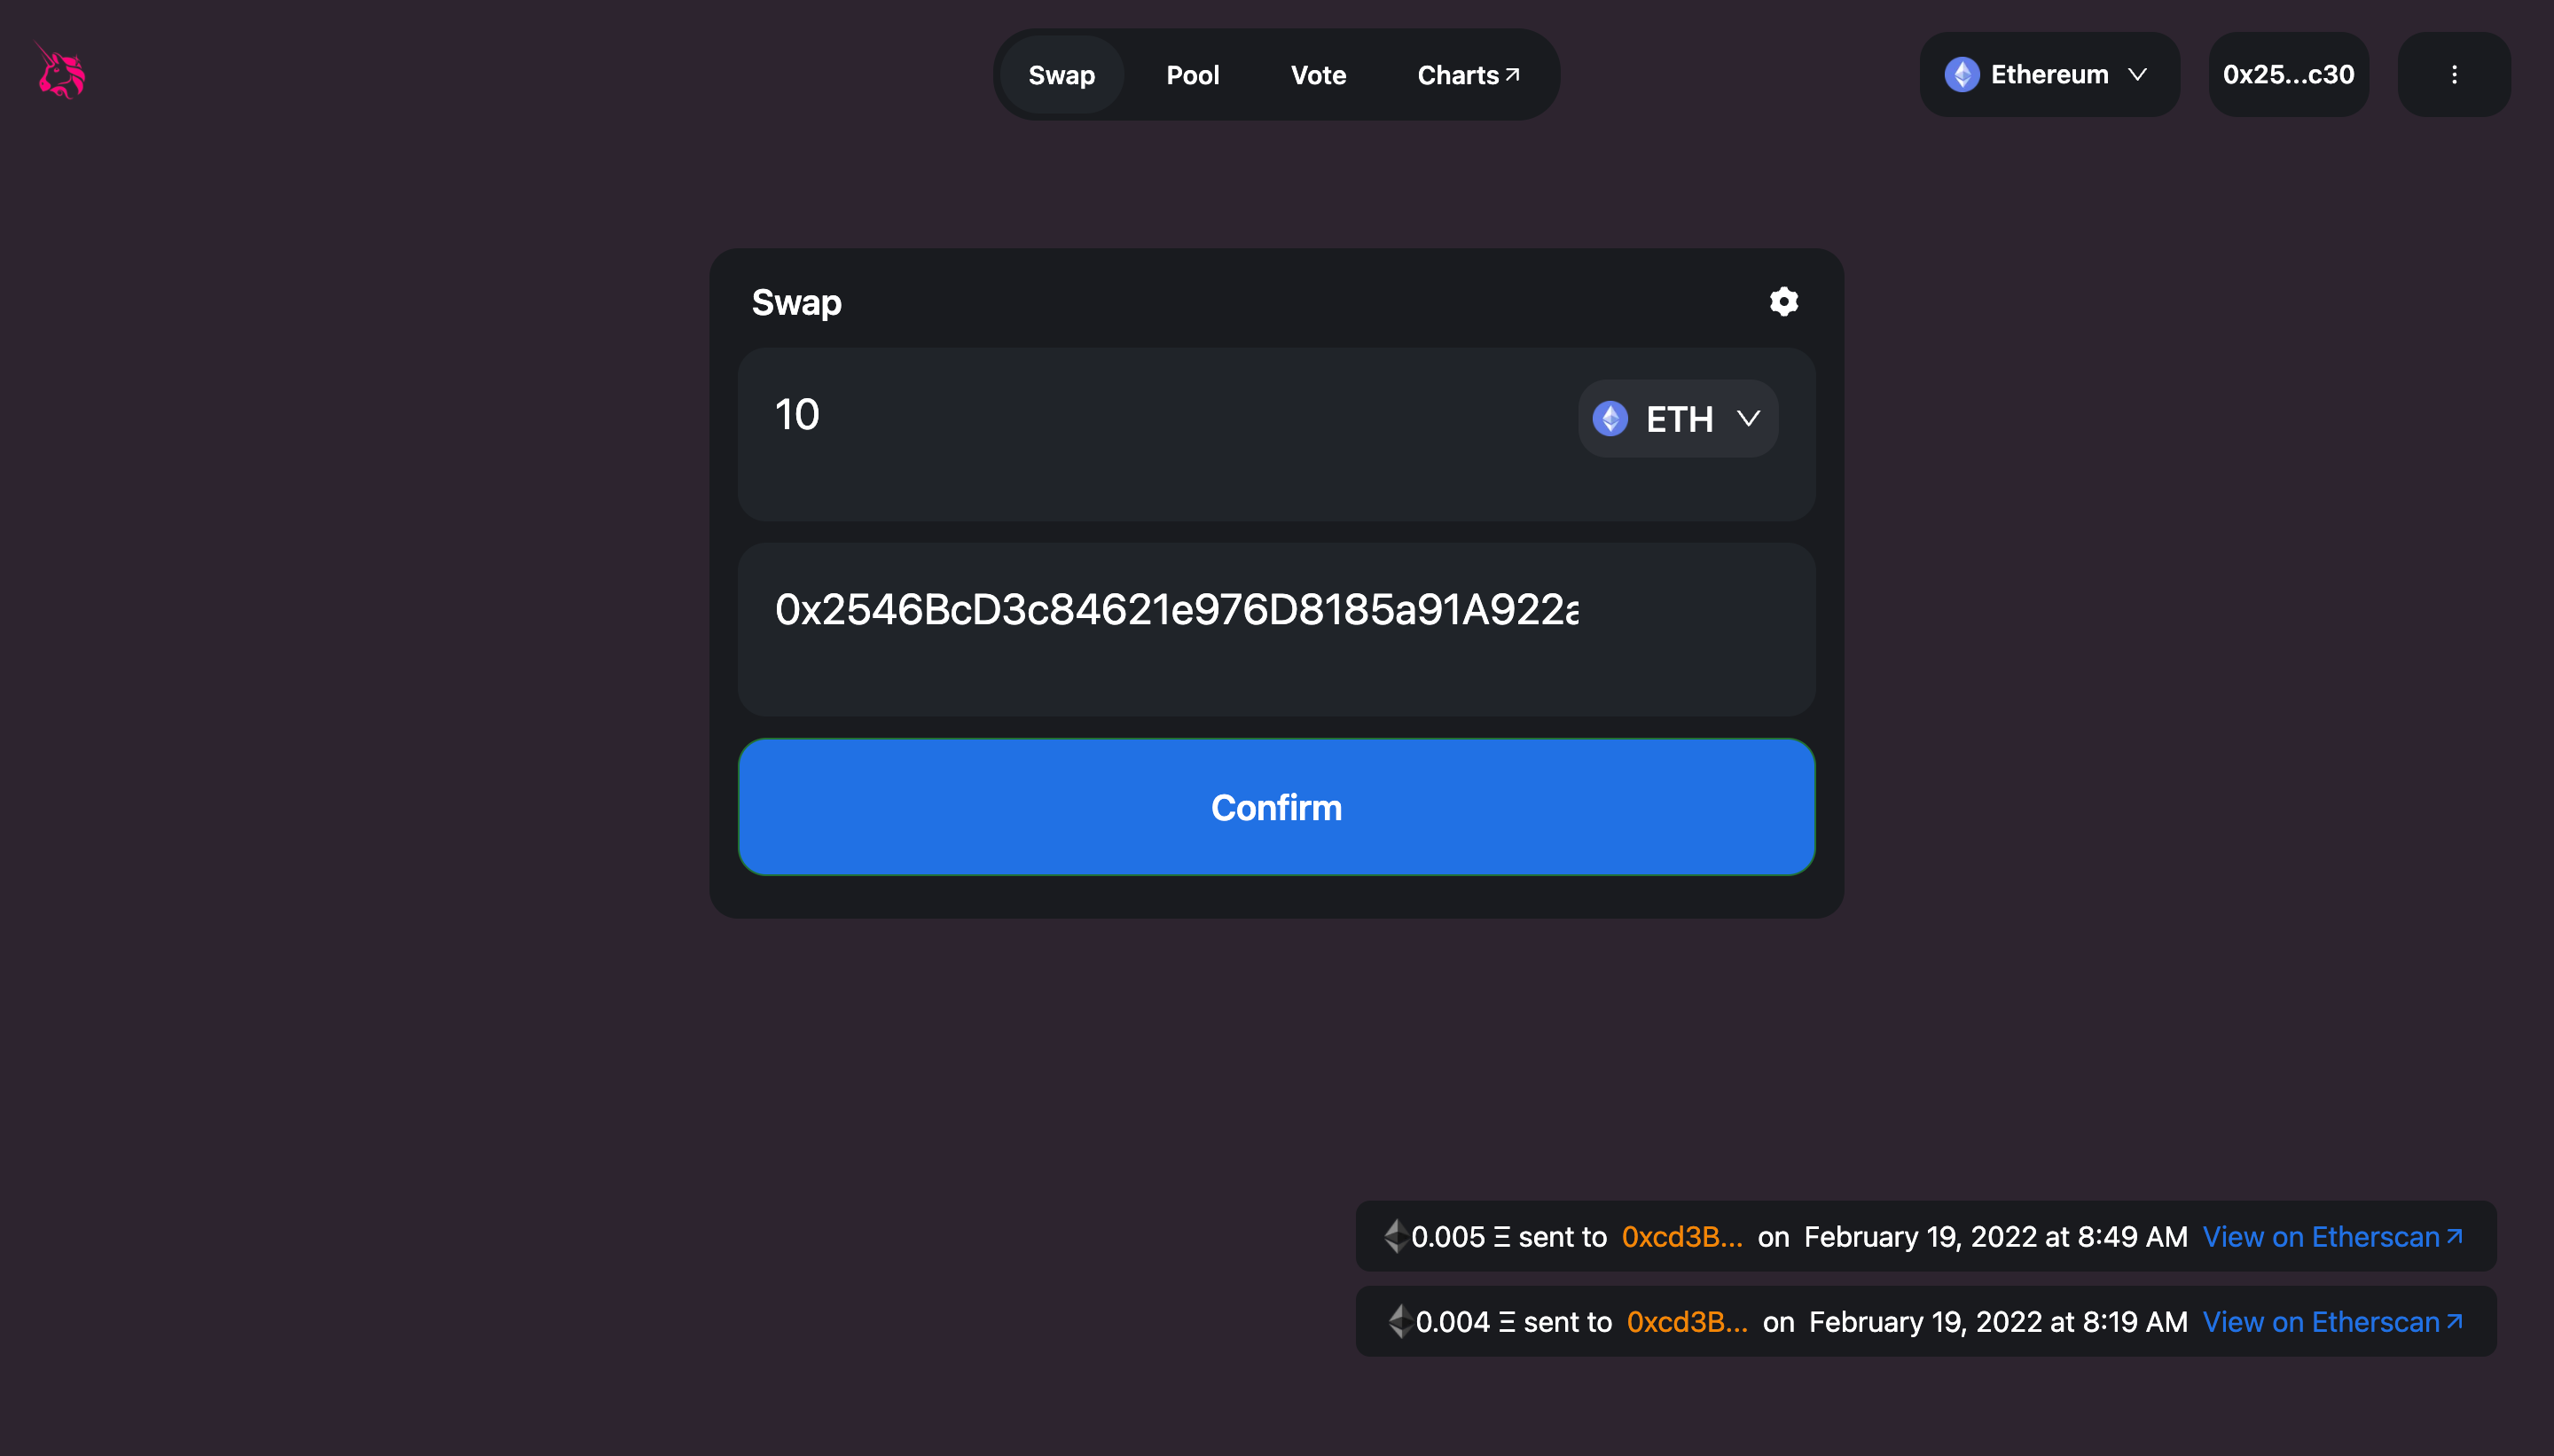 Swap Pool Vote Charts Ethereum 0x25...c30
Swap
10 ETH
0x2546BcD3c84621e976D8185a91A922a
Confirm
0.005 Ξ sent to 0xcd3B... on February 19, 2022 at 8:49 AM View on Etherscan
0.004 Ξ sent to 0xcd3B... on February 19, 2022 at 8:19 AM View on Etherscan